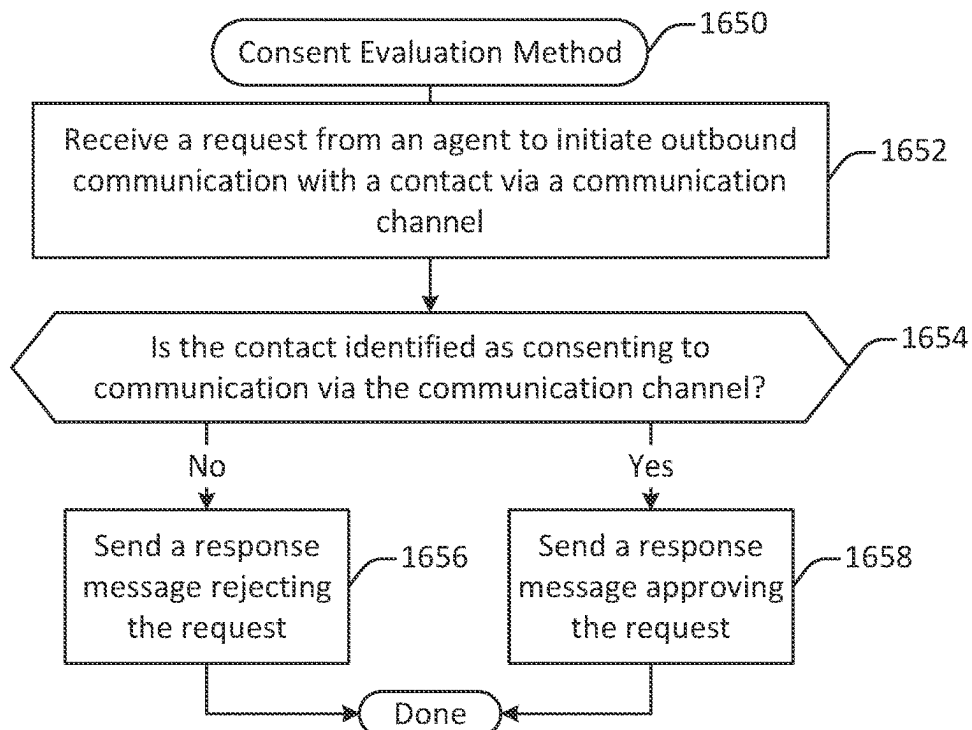 1650
Consent Evaluation Method
Receive a request from an agent to initiate outbound
communication with a contact via a communication
channel
1652
Is the contact identified as consenting to
communication via the communication channel?
1654
No
Yes
Send a response
message rejecting
the request
1656
Send a response
message approving
the request
1658
Done